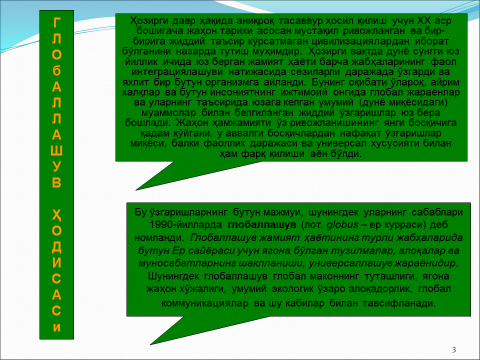 ГЛОбАЛЛАШУВ ҲОДИСАСи
Ҳозирги давр ҳақида аниқроқ тасаввур ҳосил қилиш учун ХХ аср
бошигача жаҳон тарихи асосан мустақил ривожланган ва бир-
бирига жиддий таъсир кўрсатмаган цивилизациялардан иборат
бўлганини назарда тутиш муҳимдир. Ҳозирги вақтда дунё сўнгги юз
йиллик ичида юз берган жамият ҳаёти барча жабҳаларининг фаол
интеграциялашуви натижасида сезиларли даражада ўзгарди ва
яхлит бир бутун организмга айланди. Бунинг оқибати ўлароқ, айрим
халқлар ва бутун инсониятнинг ижтимоий онгида глобал жараёнлар
ва уларнинг таъсирида юзага келган умумий (дунё миқёсидаги)
муаммолар билан белгиланган жиддий ўзгаришлар юз бера
бошлади. Жаҳон ҳамжамияти ўз ривожланишининг янги босқичига
қадам қўйгани, у аввалги босқичлардан нафақат ўзгаришлар
миқёси, балки фаоллик даражаси ва универсал хусусияти билан
ҳам фарқ қилиши аён бўлди.
Бу ўзгаришларнинг бутун мажмуи, шунингдек уларнинг сабаблари
1990-йилларда глобаллашув (лот. globus – ер курраси) деб
номланди. Глобаллашув жамият ҳаётининг турли жабҳаларида
бутун Ер сайёраси учун ягона бўлган тузилмалар, алоқалар ва
муносабатларнинг шаклланиши, универсаллашув жараёнидир.
Шунингдек глобаллашув глобал маконнинг туташлиги, ягона
жаҳон хўжалиги, умумий экологик ўзаро алоқадорлик, глобал
коммуникациялар ва шу кабилар билан тавсифланади.
3